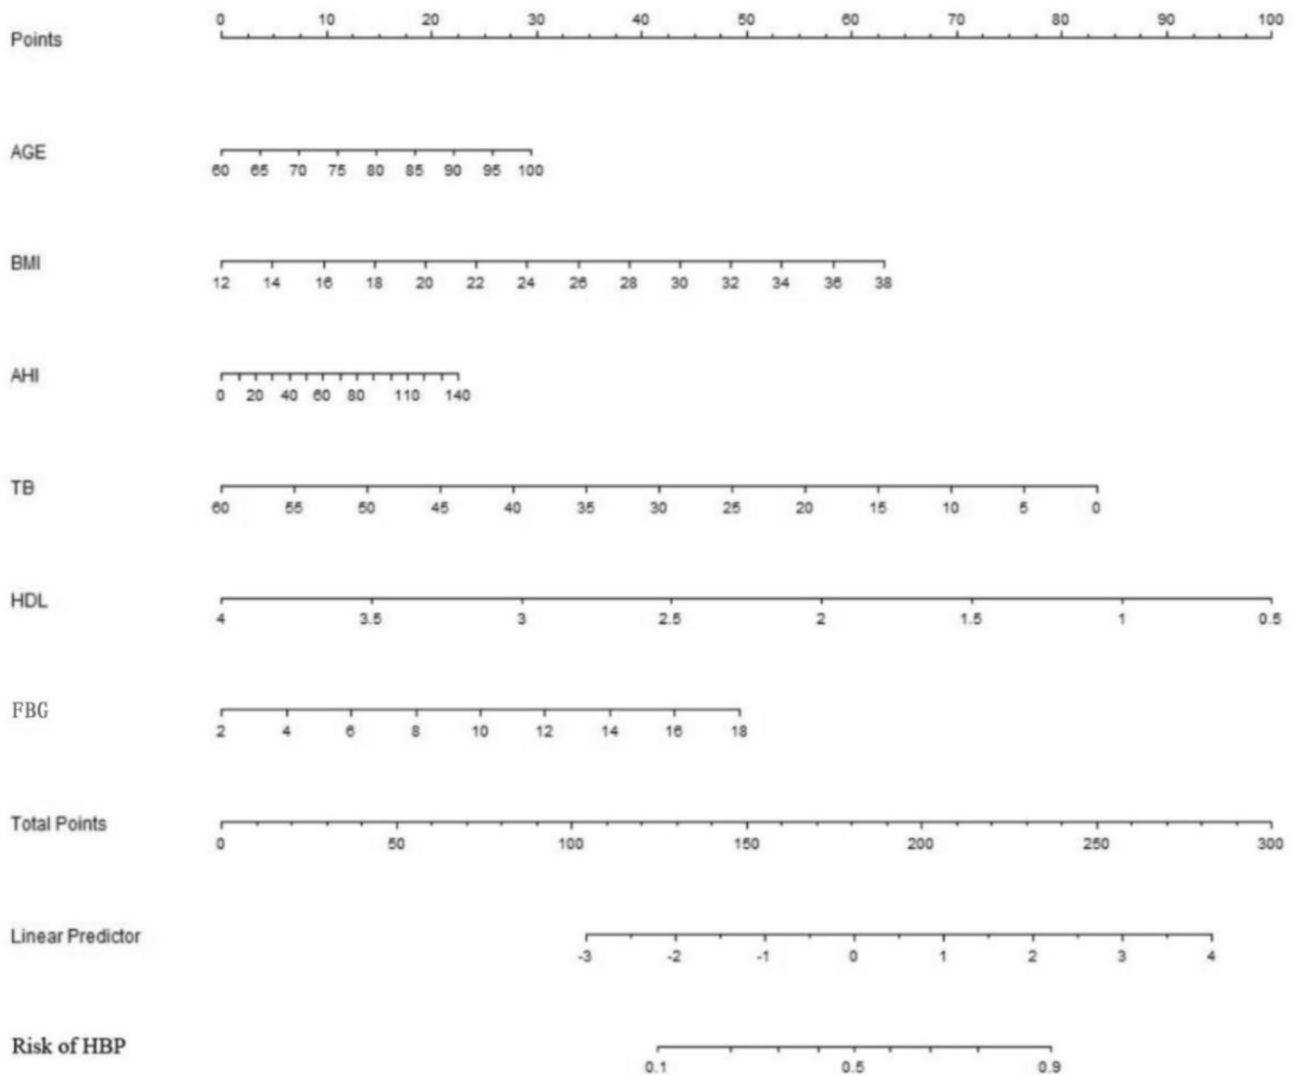 0 10 20 30 40 50 60 70 80 90 100
Points
AGE
60 65 70 75 80 85 90 95 100
BMI
12 14 16 18 20 22 24 26 28 30 32 34 36 38
AHI
0 20 40 60 80 110 140
TB
60 55 50 45 40 35 30 25 20 15 10 5 0
HDL
4 3.5 3 2.5 2 1.5 1 0.5
FBG
2 4 6 8 10 12 14 16 18
Total Points
0 50 100 150 200 250 300
Linear Predictor
-3 -2 -1 0 1 2 3 4
Risk of HBP
0.1 0.5 0.9